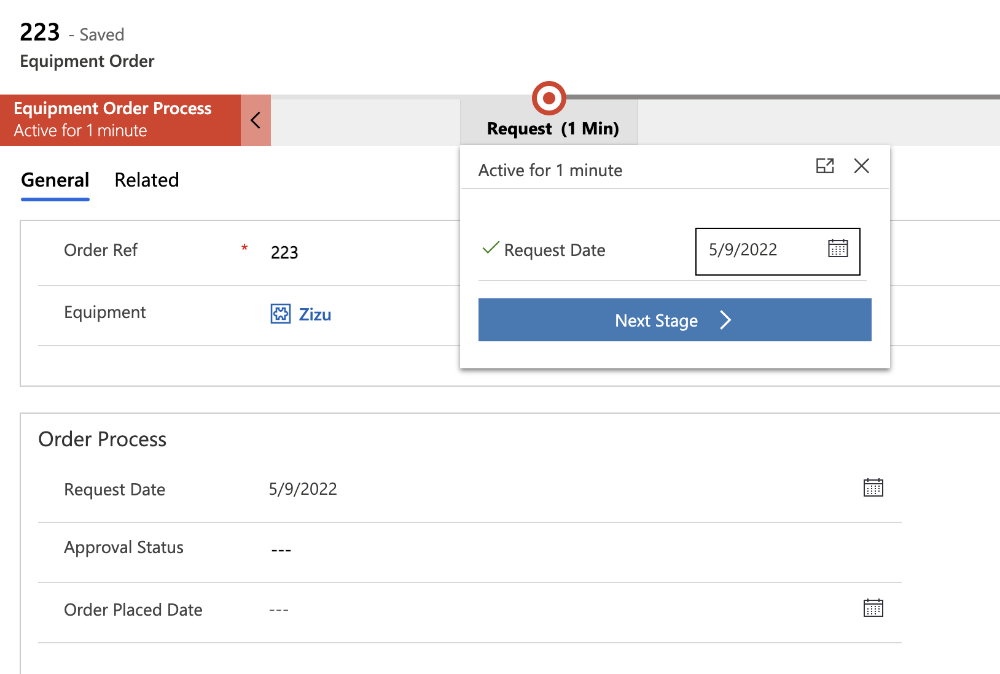 223 - Saved
Equipment Order
Equipment Order Process
Active for 1 minute
Request (1 Min)
Active for 1 minute
Request Date 5/9/2022
Next Stage
General Related
Order Ref * 223
Equipment Zizu
Order Process
Request Date 5/9/2022
Approval Status ---
Order Placed Date ---